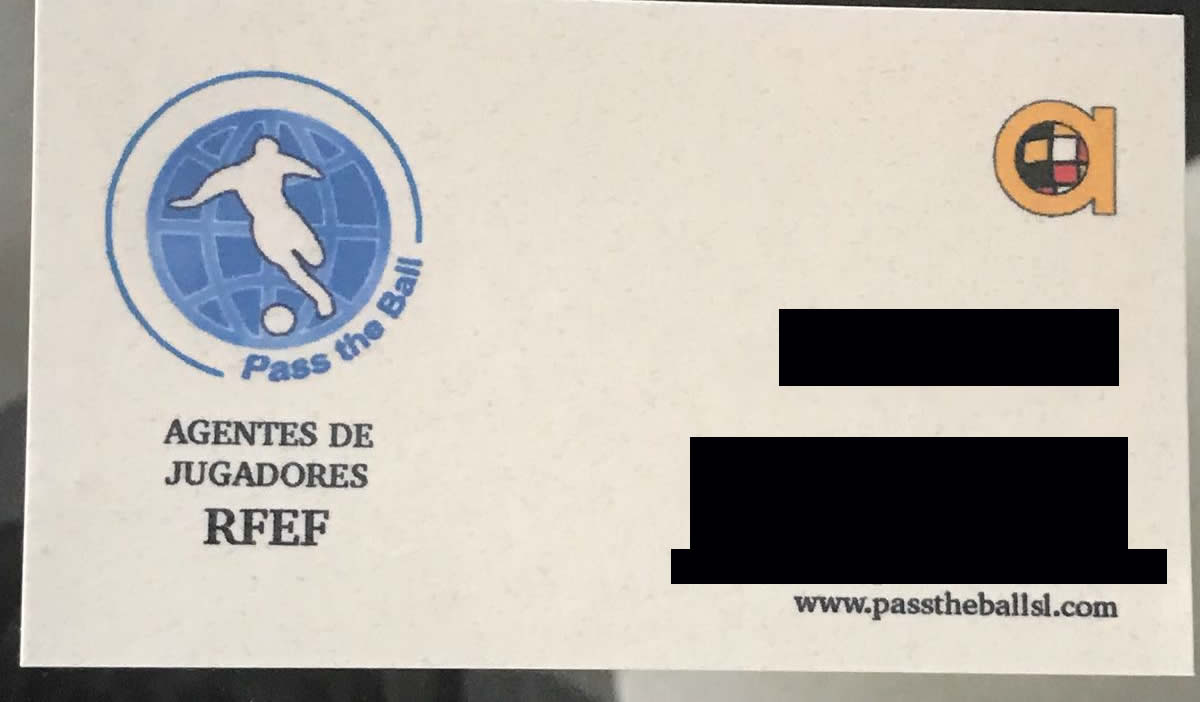 Pass the Ball
AGENTES DE
JUGADORES
RFEF
a
www.passtheballsl.com